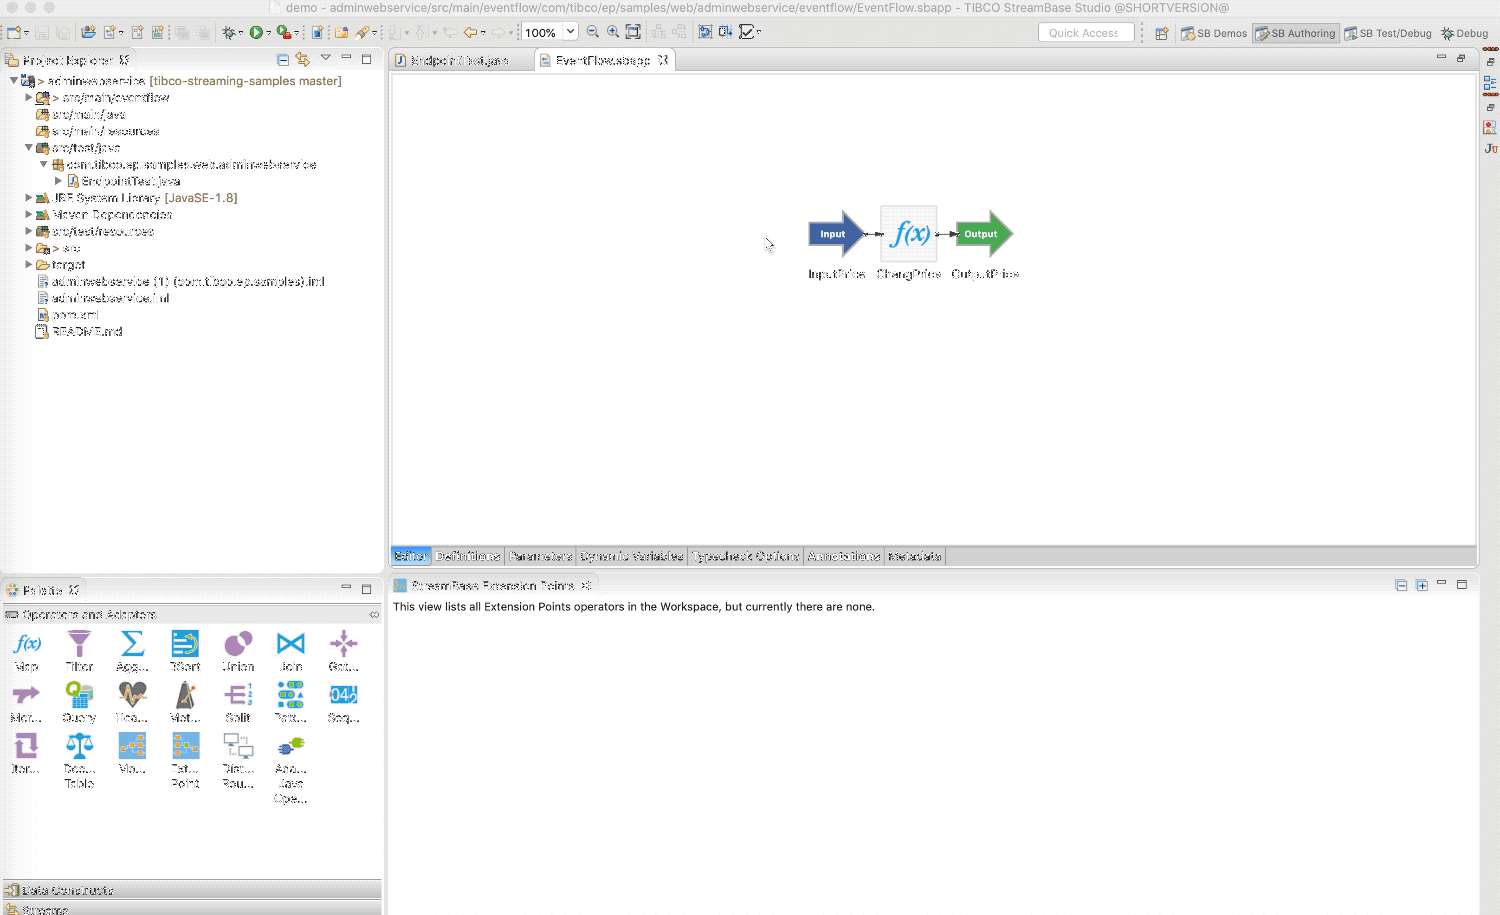 demo - adminwebservice/src/main/eventflow/com/tibco/ep/samples/web/adminwebservice/eventflow/EventFlow.sbapp - TIBCO StreamBase Studio @SHORTVERSION@
100%
Quick Access
SB Demos
SB Authoring
SB Test/Debug
Debug
Project Explorer
> adminwebservice [tibco-streaming-samples master]
> src/main/eventflow
src/main/java
src/main/resources
src/test/java
com.tibco.ep.samples.web.adminwebservice
EndpointTest.java
JRE System Library [JavaSE-1.8]
Maven Dependencies
src/test/resources
> src
target
adminwebservice (1) (com.tibco.ep.samples).iml
adminwebservice.iml
pom.xml
README.md
EndpointTest.java
EventFlow.sbapp
Input
f(x)
Output
InputPrice
ChangPrice
OutputPrice
Editor
Definitions
Parameters
Dynamic Variables
Typecheck Options
Annotations
Metadata
Palette
Operators and Adapters
f(x)
Map
Filter
Agg...
BSort
Union
Join
Gat...
Mer...
Query
Hea...
Met...
Split
Patt...
Seq...
Iter...
Dec... Table
Mo...
Ext... Point
Dist... Rou...
Ada... Java Ope...
Data Constructs
Streams
StreamBase Extension Points
This view lists all Extension Points operators in the Workspace, but currently there are none.
Ju